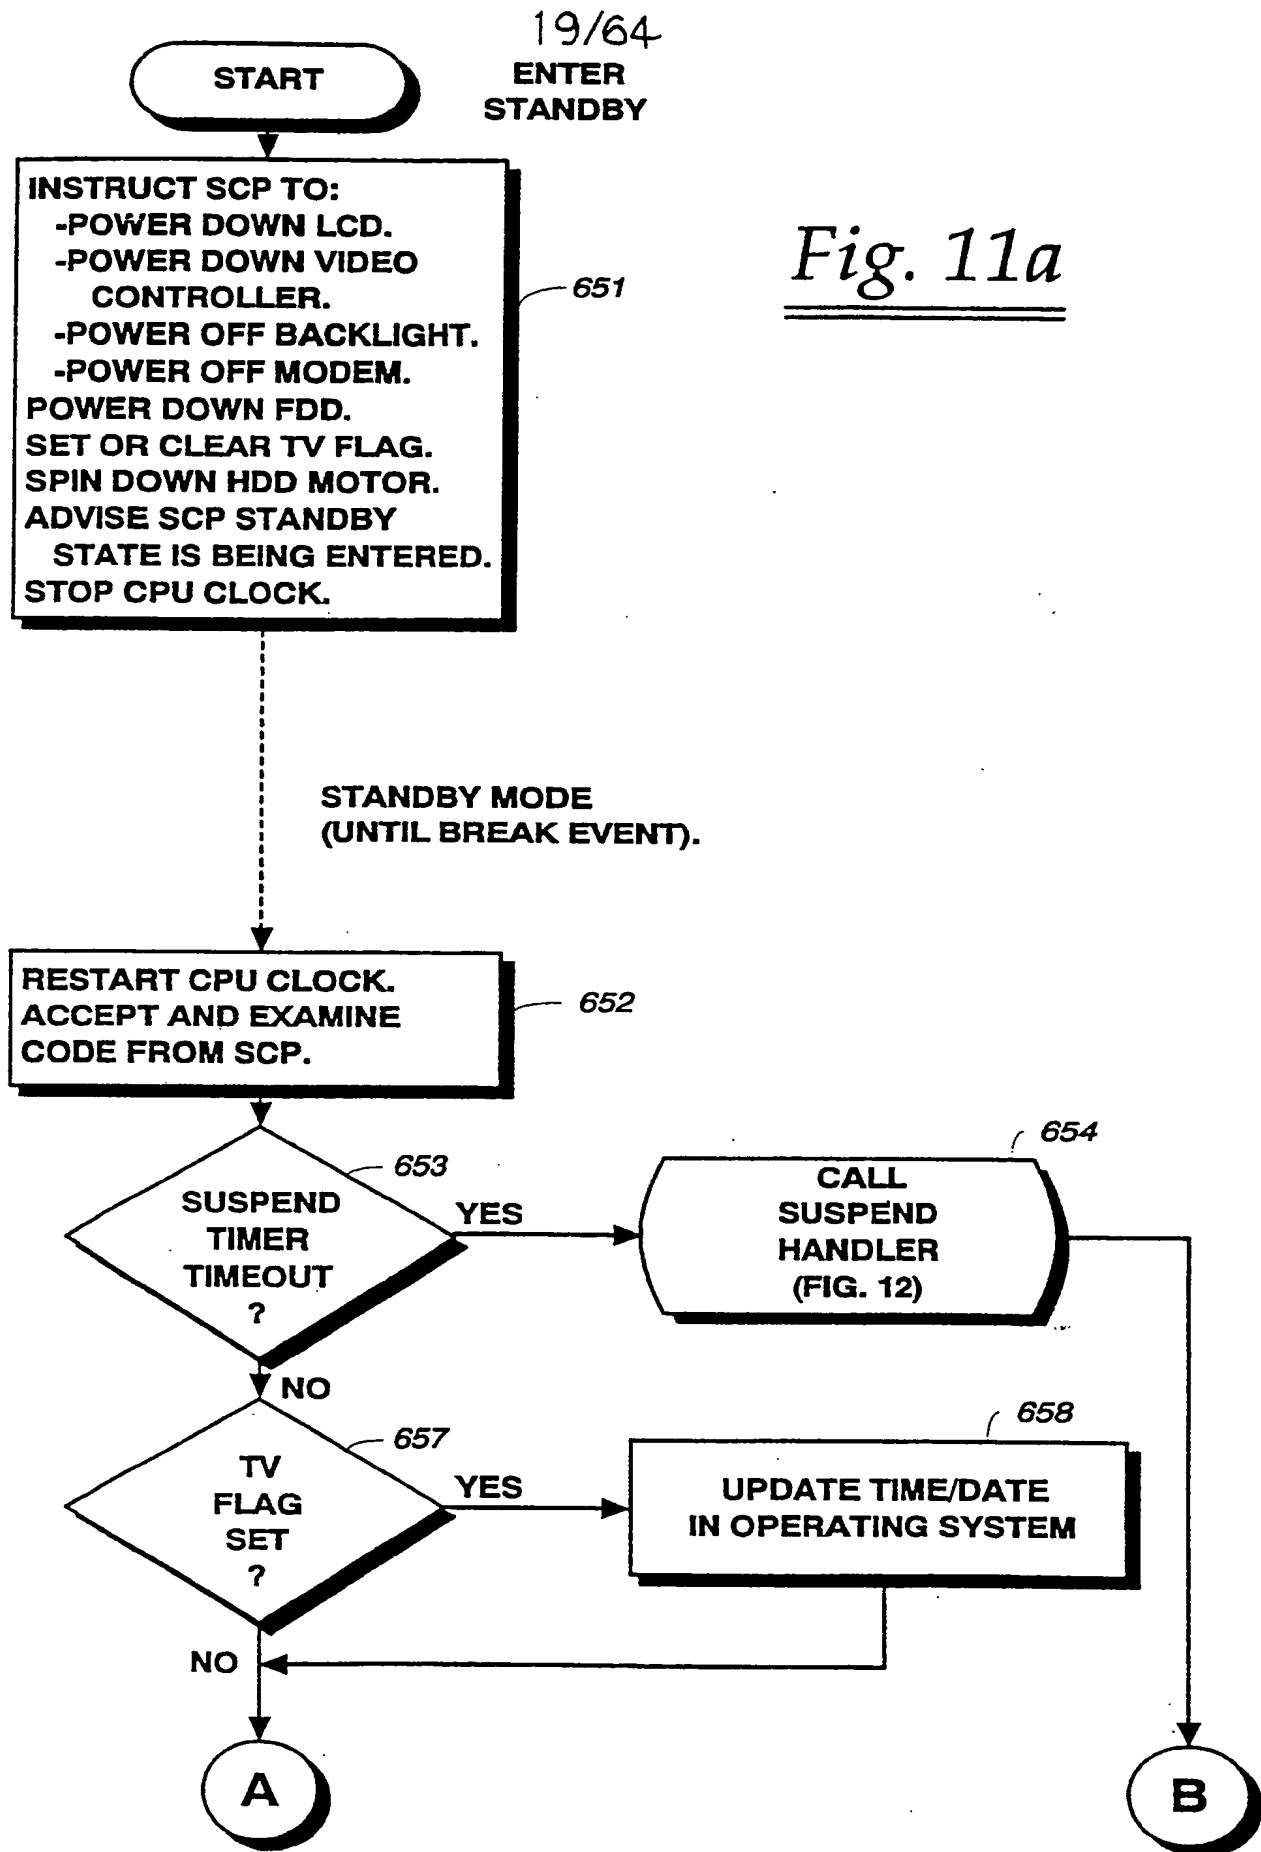 19/64
START
ENTER
STANDBY
INSTRUCT SCP TO:
-POWER DOWN LCD.
-POWER DOWN VIDEO
CONTROLLER.
-POWER OFF BACKLIGHT.
-POWER OFF MODEM.
POWER DOWN FDD.
SET OR CLEAR TV FLAG.
SPIN DOWN HDD MOTOR.
ADVISE SCP STANDBY
STATE IS BEING ENTERED.
STOP CPU CLOCK.
651
Fig. 11a
STANDBY MODE
(UNTIL BREAK EVENT).
RESTART CPU CLOCK.
ACCEPT AND EXAMINE
CODE FROM SCP.
652
653
SUSPEND
TIMER
TIMEOUT
?
YES
654
CALL
SUSPEND
HANDLER
(FIG. 12)
NO
657
TV
FLAG
SET
?
YES
658
UPDATE TIME/DATE
IN OPERATING SYSTEM
NO
A
B